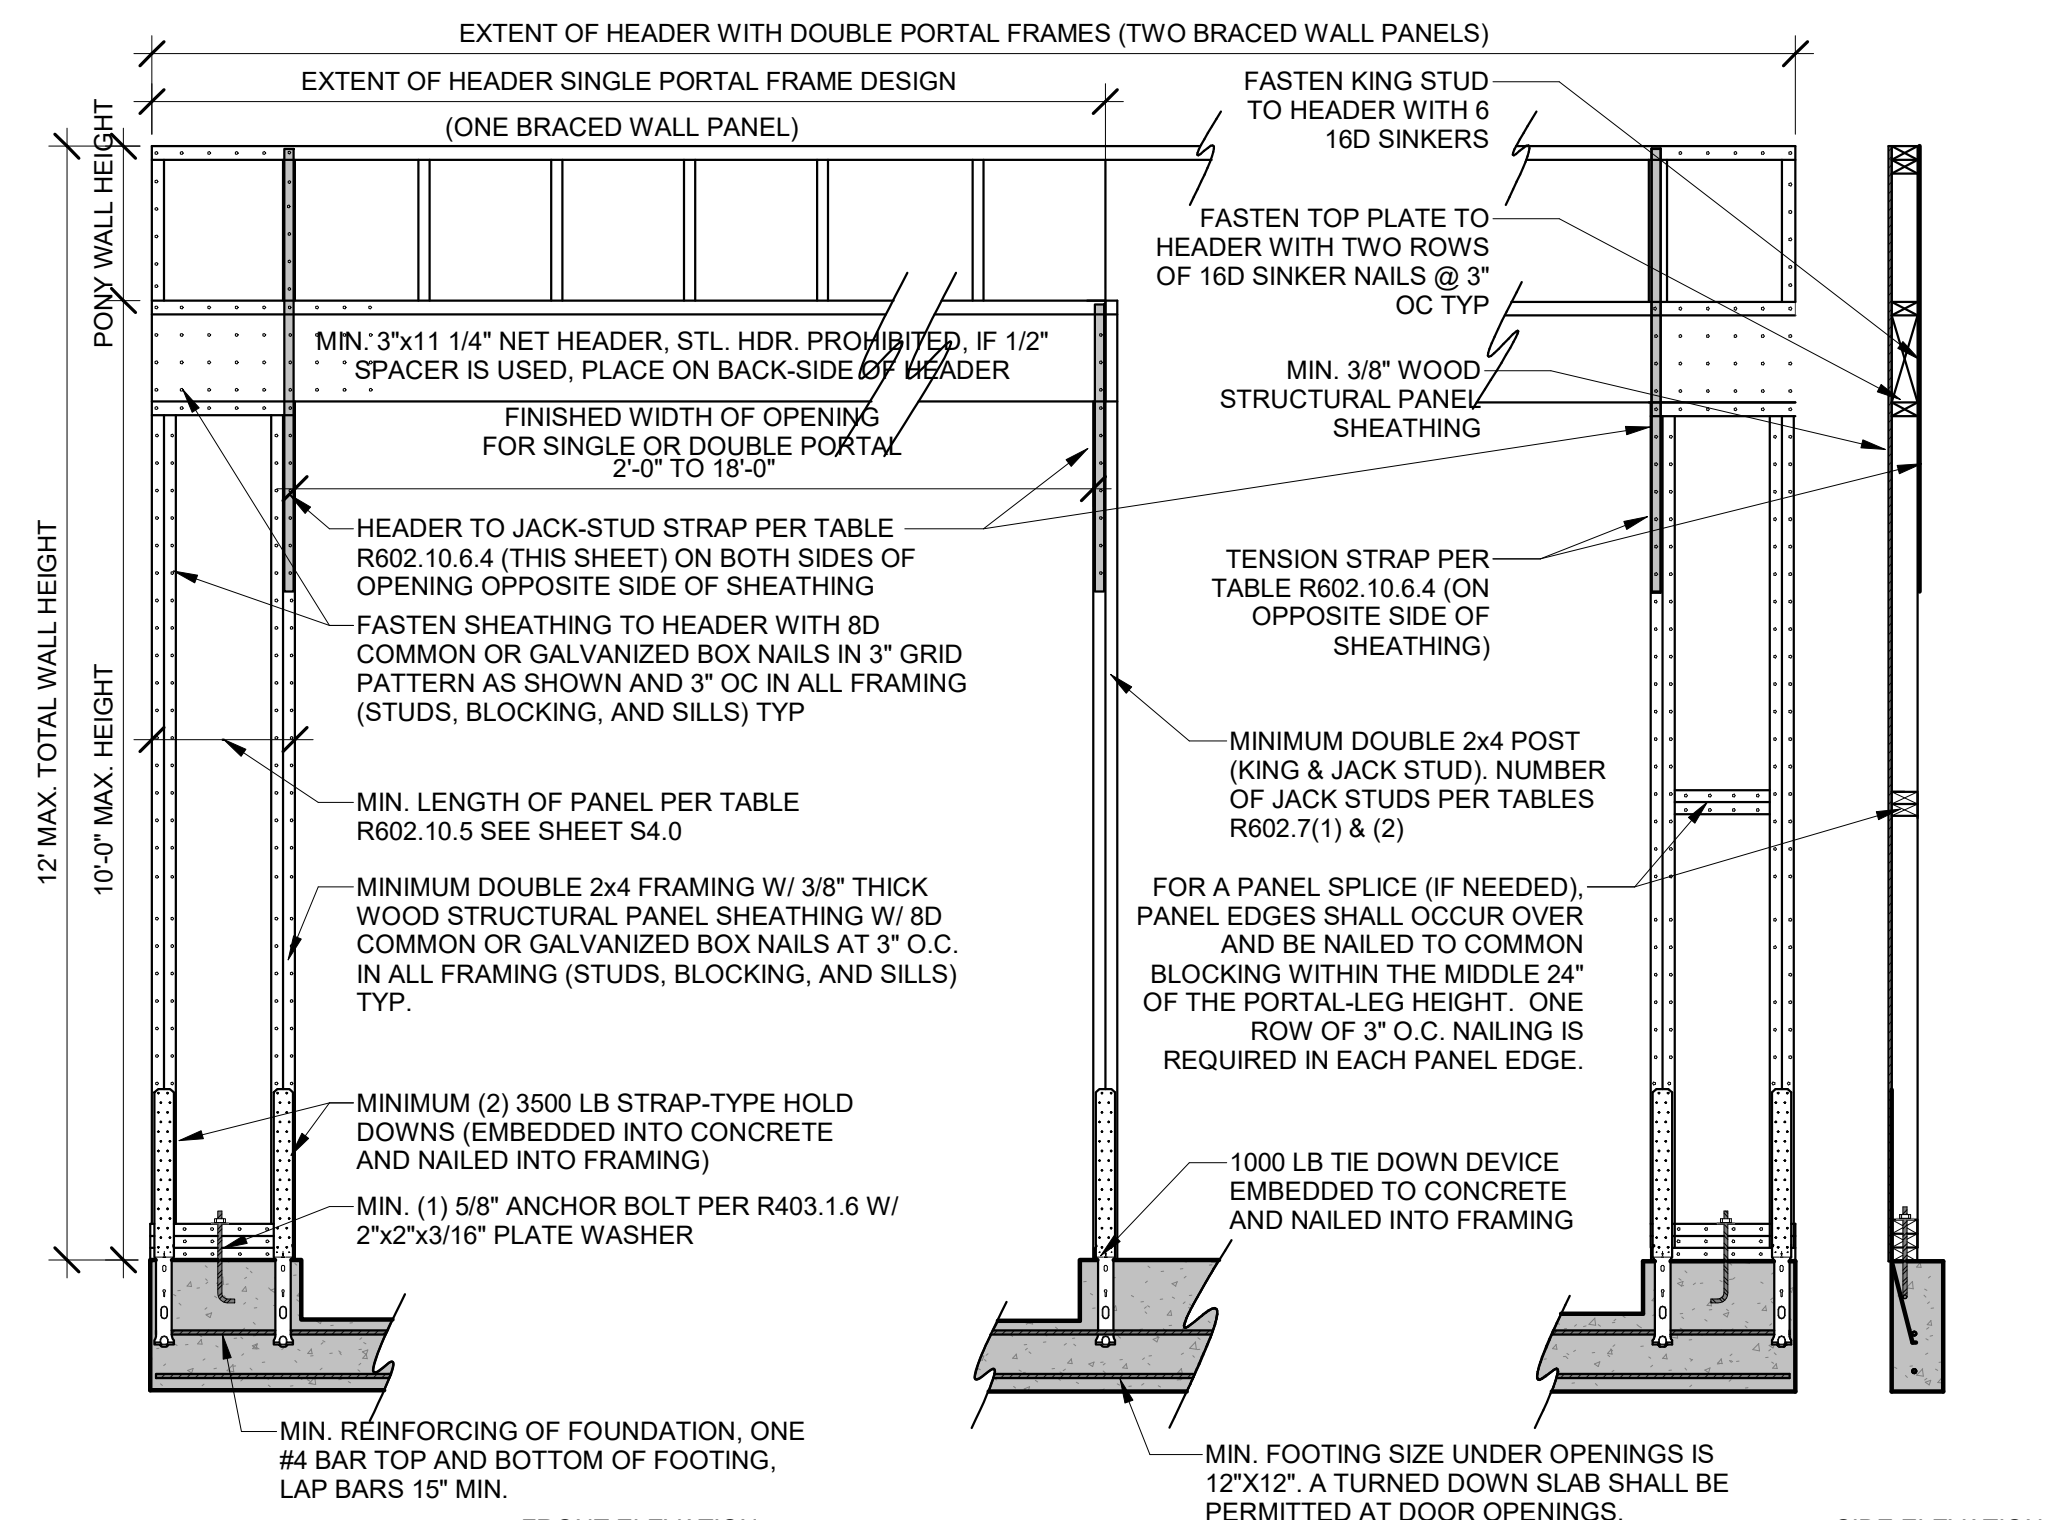 EXTENT OF HEADER WITH DOUBLE PORTAL FRAMES (TWO BRACED WALL PANELS)
EXTENT OF HEADER SINGLE PORTAL FRAME DESIGN
(ONE BRACED WALL PANEL)
FASTEN KING STUD
TO HEADER WITH 6
16D SINKERS
PONY WALL HEIGHT
FASTEN TOP PLATE TO
HEADER WITH TWO ROWS
OF 16D SINKER NAILS @ 3"
OC TYP
MIN. 3"x11 1/4" NET HEADER, STL. HDR. PROHIBITED, IF 1/2"
SPACER IS USED, PLACE ON BACK-SIDE OF HEADER
MIN. 3/8" WOOD
STRUCTURAL PANEL
SHEATHING
FINISHED WIDTH OF OPENING
FOR SINGLE OR DOUBLE PORTAL
2'-0" TO 18'-0"
HEADER TO JACK-STUD STRAP PER TABLE
R602.10.6.4 (THIS SHEET) ON BOTH SIDES OF
OPENING OPPOSITE SIDE OF SHEATHING
TENSION STRAP PER
TABLE R602.10.6.4 (ON
OPPOSITE SIDE OF
SHEATHING)
12' MAX. TOTAL WALL HEIGHT
10'-0" MAX. HEIGHT
FASTEN SHEATHING TO HEADER WITH 8D
COMMON OR GALVANIZED BOX NAILS IN 3" GRID
PATTERN AS SHOWN AND 3" OC IN ALL FRAMING
(STUDS, BLOCKING, AND SILLS) TYP
MINIMUM DOUBLE 2x4 POST
(KING & JACK STUD). NUMBER
OF JACK STUDS PER TABLES
R602.7(1) & (2)
MIN. LENGTH OF PANEL PER TABLE
R602.10.5 SEE SHEET S4.0
MINIMUM DOUBLE 2x4 FRAMING W/ 3/8" THICK
WOOD STRUCTURAL PANEL SHEATHING W/ 8D
COMMON OR GALVANIZED BOX NAILS AT 3" O.C.
IN ALL FRAMING (STUDS, BLOCKING, AND SILLS)
TYP.
FOR A PANEL SPLICE (IF NEEDED),
PANEL EDGES SHALL OCCUR OVER
AND BE NAILED TO COMMON
BLOCKING WITHIN THE MIDDLE 24"
OF THE PORTAL-LEG HEIGHT. ONE
ROW OF 3" O.C. NAILING IS
REQUIRED IN EACH PANEL EDGE.
MINIMUM (2) 3500 LB STRAP-TYPE HOLD
DOWNS (EMBEDDED INTO CONCRETE
AND NAILED INTO FRAMING)
1000 LB TIE DOWN DEVICE
EMBEDDED TO CONCRETE
AND NAILED INTO FRAMING
MIN. (1) 5/8" ANCHOR BOLT PER R403.1.6 W/
2"x2"x3/16" PLATE WASHER
MIN. REINFORCING OF FOUNDATION, ONE
#4 BAR TOP AND BOTTOM OF FOOTING,
LAP BARS 15" MIN.
MIN. FOOTING SIZE UNDER OPENINGS IS
12"X12". A TURNED DOWN SLAB SHALL BE
PERMITTED AT DOOR OPENINGS.